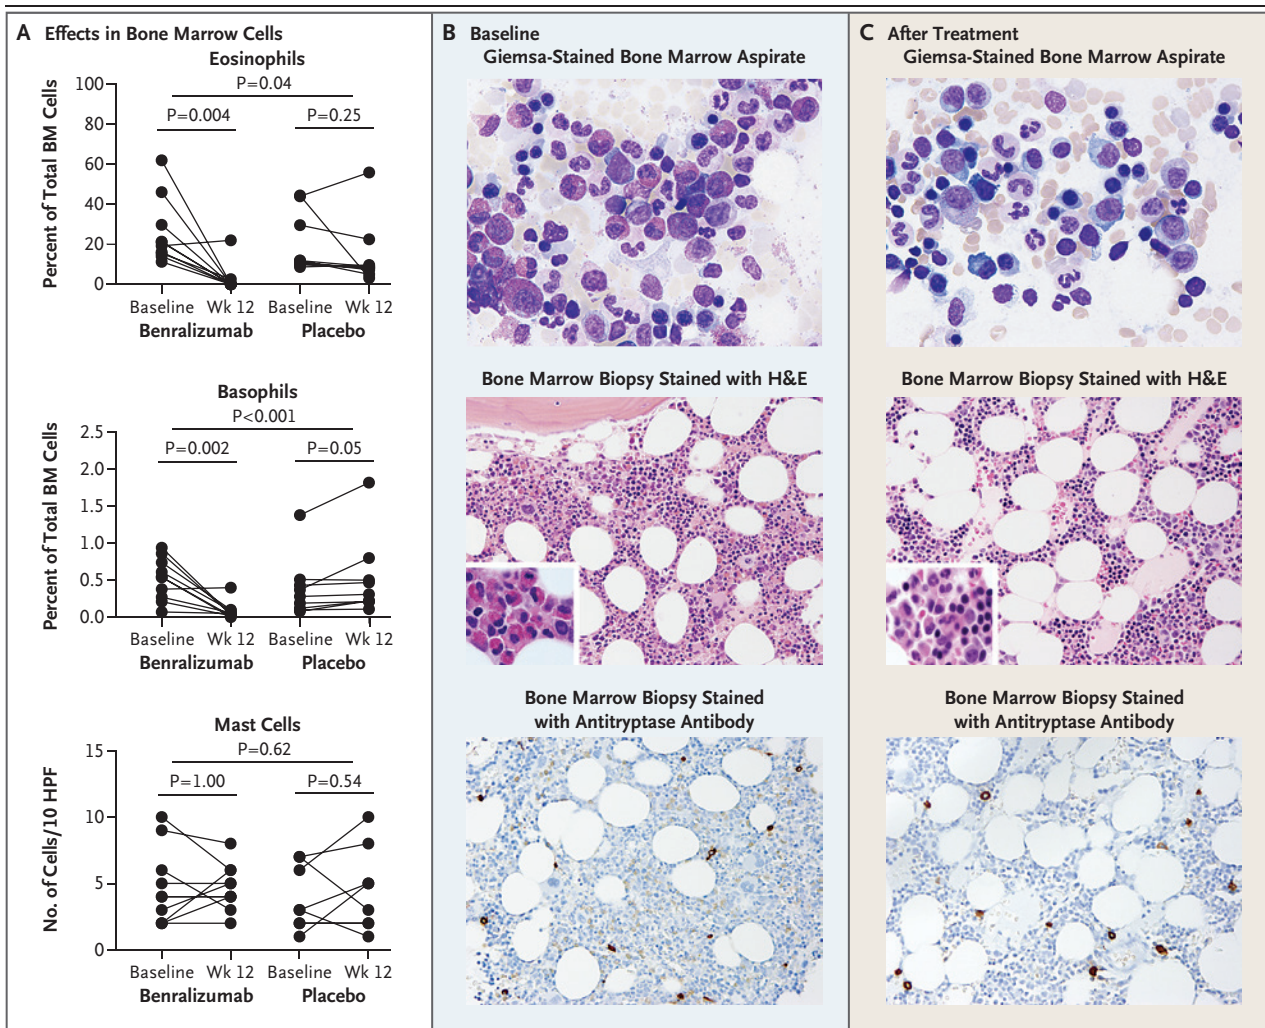 A Effects in Bone Marrow Cells
Eosinophils
P=0.04
P=0.004
P=0.25
Percent of Total BM Cells
100
80
60
40
20
0
Baseline Wk 12 Baseline Wk 12
Benralizumab Placebo
Basophils
P<0.001
P=0.002
P=0.05
Percent of Total BM Cells
2.5
2.0
1.5
1.0
0.5
0.0
Baseline Wk 12 Baseline Wk 12
Benralizumab Placebo
Mast Cells
P=0.62
P=1.00
P=0.54
No. of Cells/10 HPF
15
10
5
0
Baseline Wk 12 Baseline Wk 12
Benralizumab Placebo
B Baseline
Giemsa-Stained Bone Marrow Aspirate
Bone Marrow Biopsy Stained with H&E
Bone Marrow Biopsy Stained
with Antitryptase Antibody
C After Treatment
Giemsa-Stained Bone Marrow Aspirate
Bone Marrow Biopsy Stained with H&E
Bone Marrow Biopsy Stained
with Antitryptase Antibody